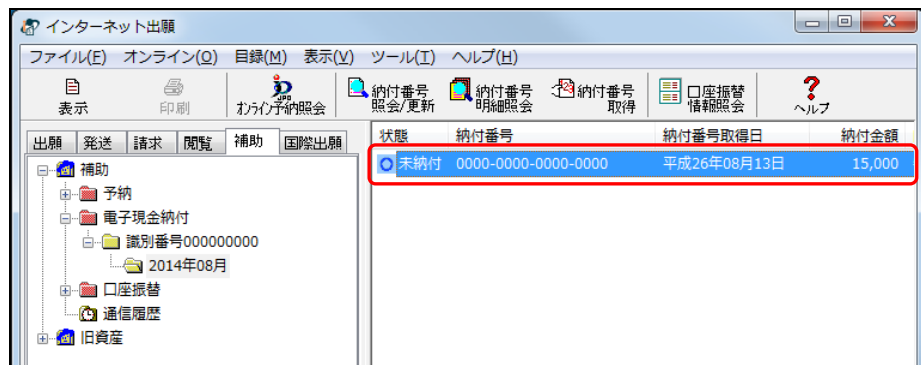 インターネット出願
ファイル(F) オンライン(O) 目録(M) 表示(V) ツール(T) ヘルプ(H)
表示
印刷
JPO
オンライン予納照会
納付番号
照会/更新
納付番号
明細照会
納付番号
取得
口座振替
情報照会
ヘルプ
出願 発送 請求 閲覧 補助 国際出願
状態 納付番号 納付番号取得日 納付金額
未納付 0000-0000-0000-0000 平成26年08月13日 15,000
補助
予納
電子現金納付
識別番号000000000
2014年08月
口座振替
通信履歴
旧資産